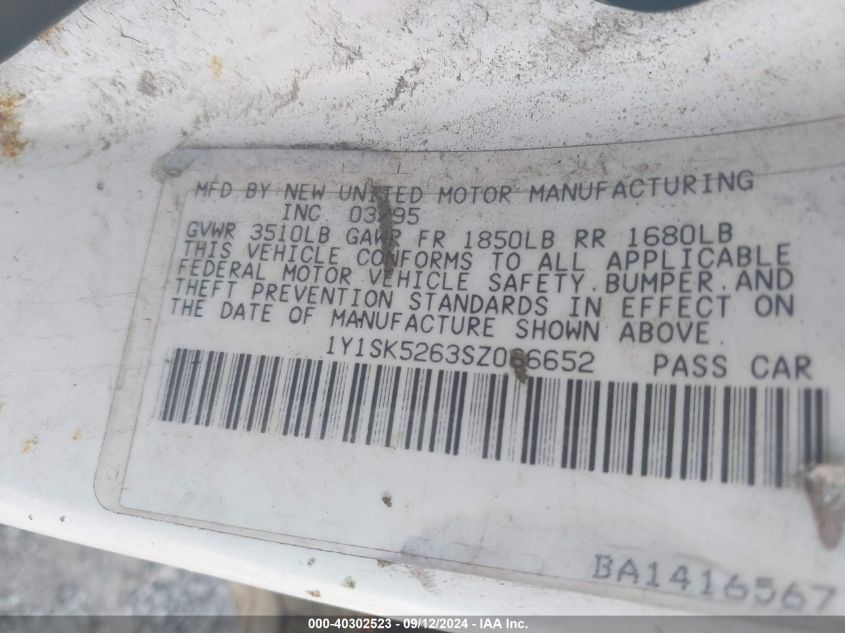 MFD BY NEW UNITED MOTOR MANUFACTURING
INC 03/95
GVWR 3510LB GAWR FR 1850LB RR 1680LB
THIS VEHICLE CONFORMS TO ALL APPLICABLE
FEDERAL MOTOR VEHICLE SAFETY, BUMPER, AND
THEFT PREVENTION STANDARDS IN EFFECT ON
THE DATE OF MANUFACTURE SHOWN ABOVE.
1Y1SK5263SZ066652 PASS CAR
BA1416567
000-40302523 - 09/12/2024 - IAA Inc.